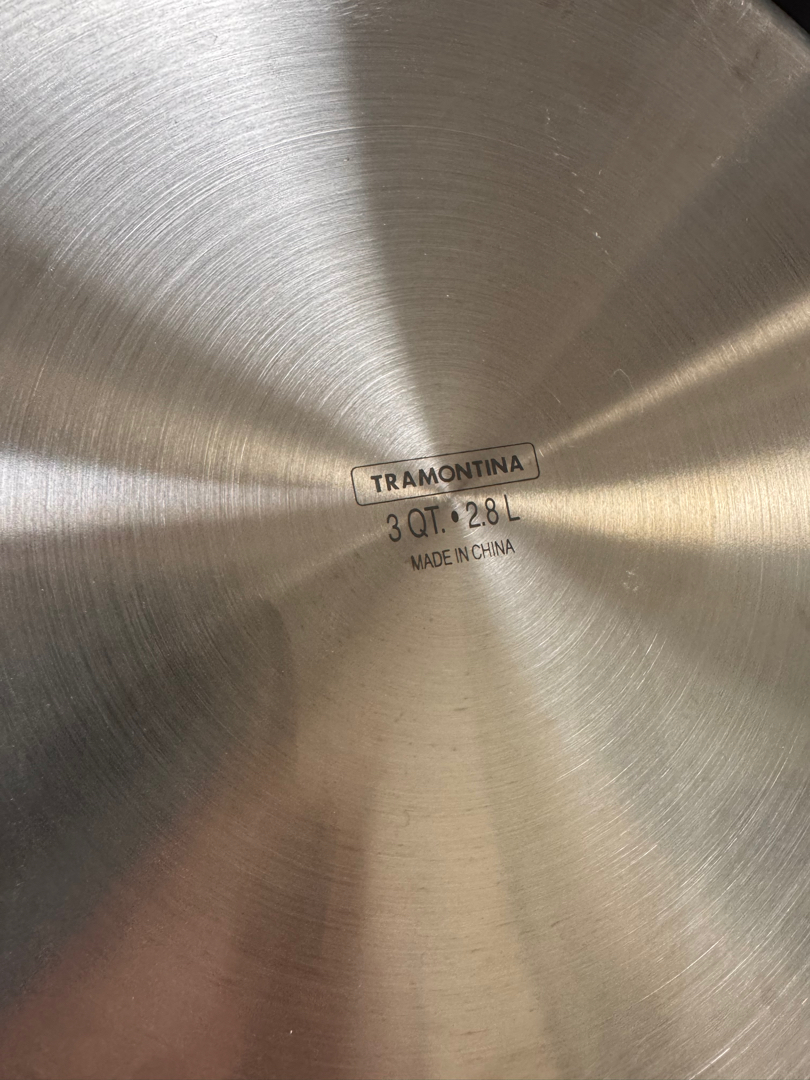 TRAMONTINA
3 QT. • 2.8 L
MADE IN CHINA